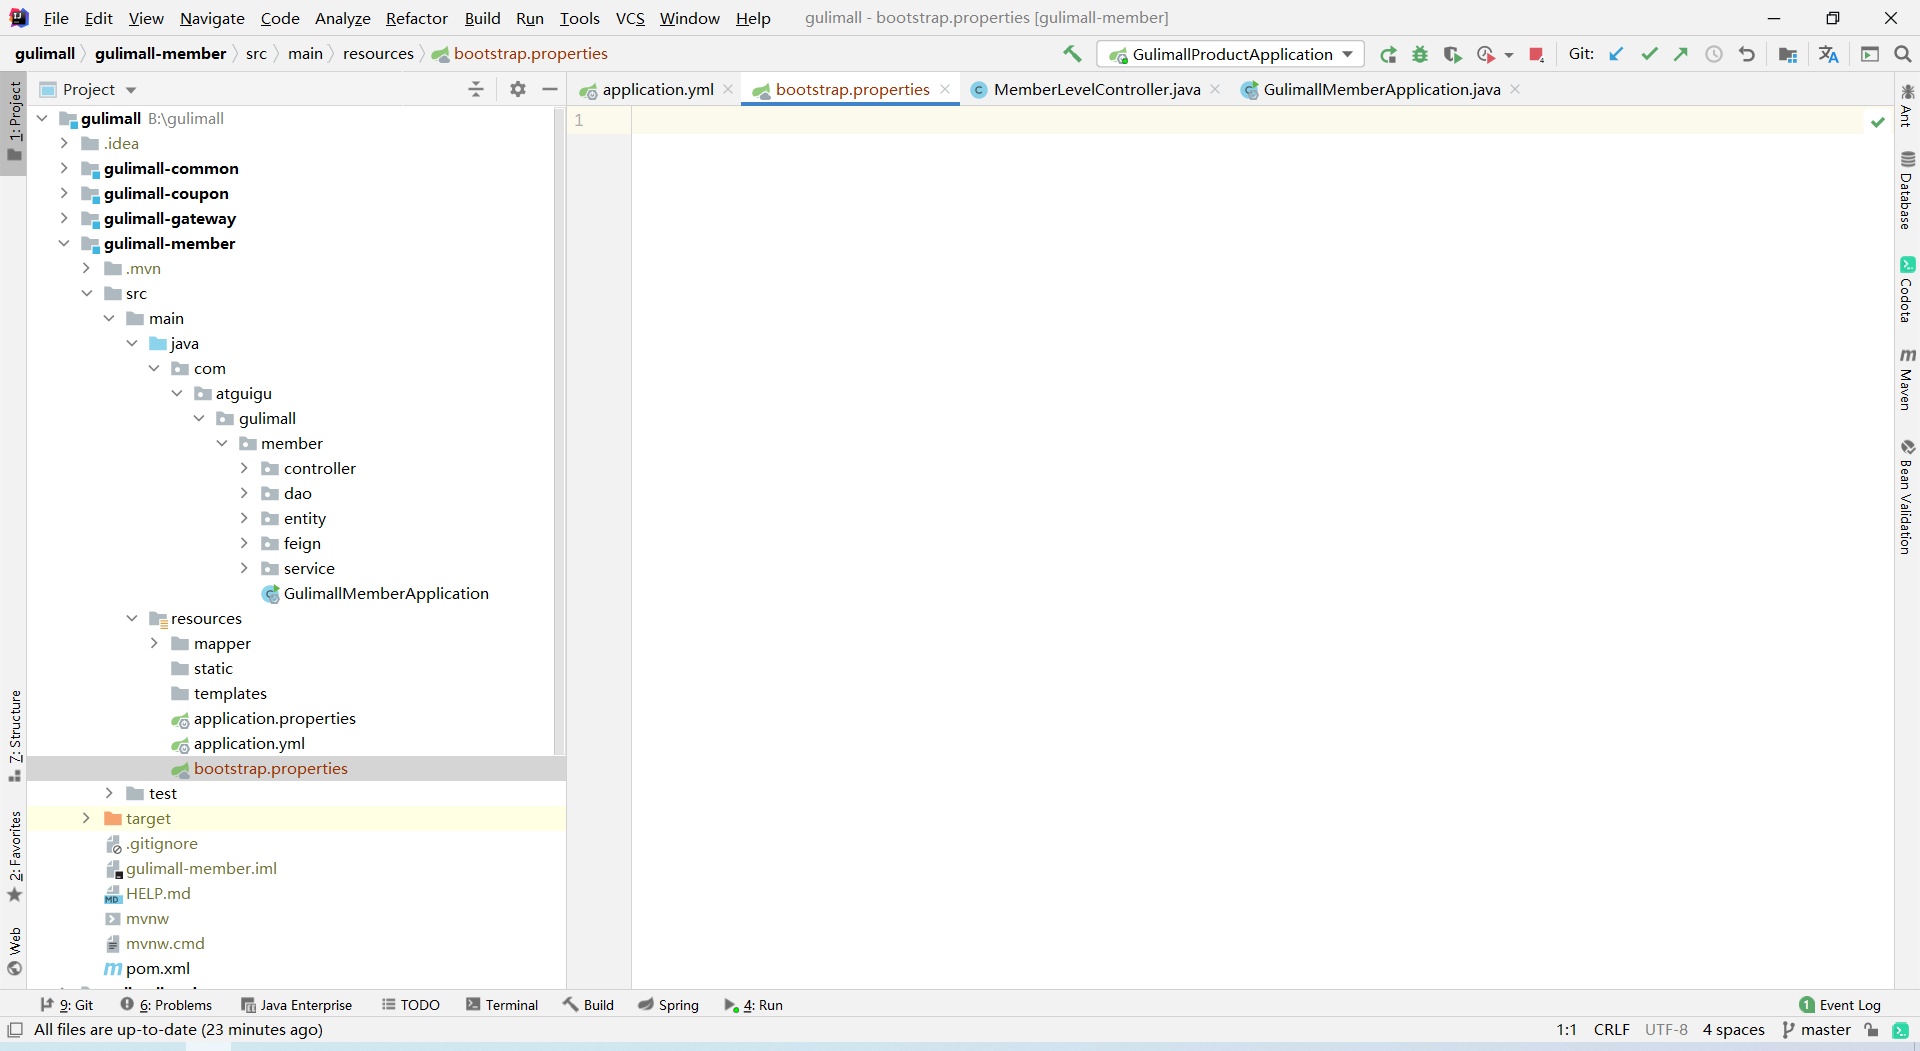 File Edit View Navigate Code Analyze Refactor Build Run Tools VCS Window Help gulimall - bootstrap.properties [gulimall-member]
gulimall gulimall-member src main resources bootstrap.properties GulimallProductApplication Git:
Project application.yml bootstrap.properties MemberLevelController.java GulimallMemberApplication.java
1: Project
7: Structure
2: Favorites
Web
gulimall B:\gulimall
.idea
gulimall-common
gulimall-coupon
gulimall-gateway
gulimall-member
.mvn
src
main
java
com
atguigu
gulimall
member
controller
dao
entity
feign
service
GulimallMemberApplication
resources
mapper
static
templates
application.properties
application.yml
bootstrap.properties
test
target
.gitignore
gulimall-member.iml
HELP.md
mvnw
mvnw.cmd
pom.xml
1
Ant
Database
Codota
Maven
Bean Validation
9: Git 6: Problems Java Enterprise TODO Terminal Build Spring 4: Run 1 Event Log
All files are up-to-date (23 minutes ago) 1:1 CRLF UTF-8 4 spaces master